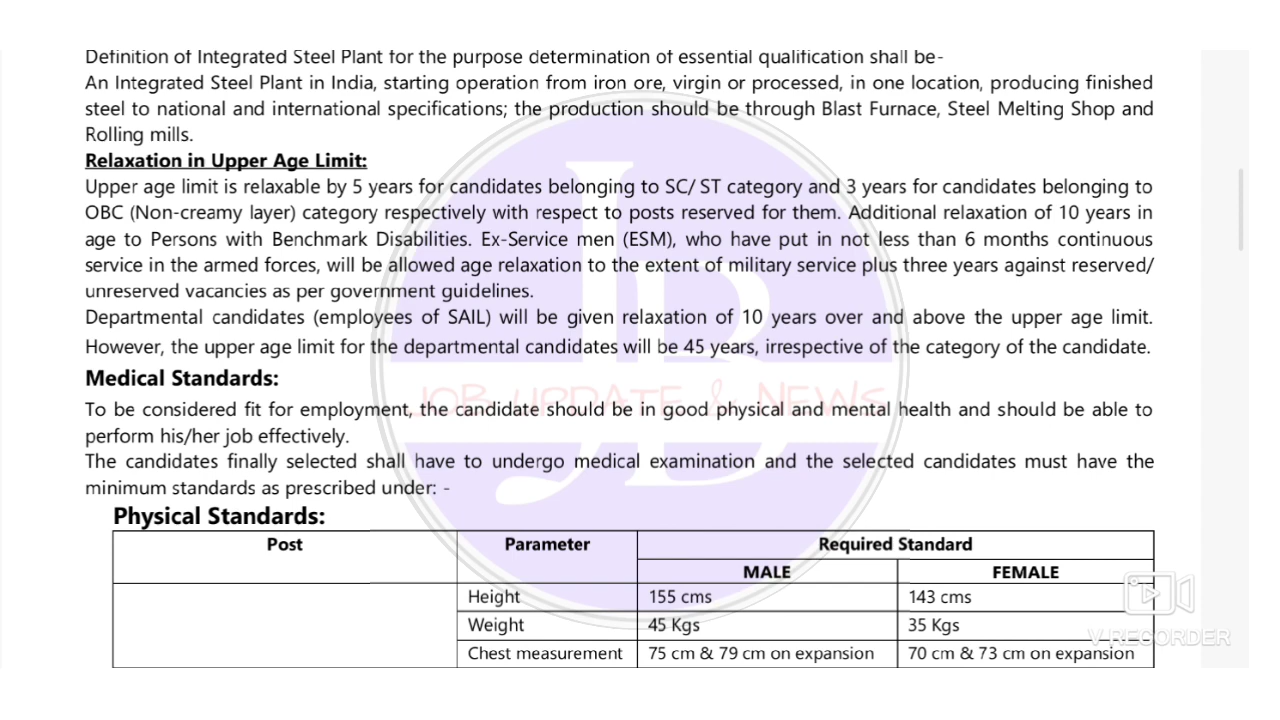 Definition of Integrated Steel Plant for the purpose determination of essential qualification shall be-
An Integrated Steel Plant in India, starting operation from iron ore, virgin or processed, in one location, producing finished
steel to national and international specifications; the production should be through Blast Furnace, Steel Melting Shop and
Rolling mills.
Relaxation in Upper Age Limit:
Upper age limit is relaxable by 5 years for candidates belonging to SC/ ST category and 3 years for candidates belonging to
OBC (Non-creamy layer) category respectively with respect to posts reserved for them. Additional relaxation of 10 years in
age to Persons with Benchmark Disabilities. Ex-Service men (ESM), who have put in not less than 6 months continuous
service in the armed forces, will be allowed age relaxation to the extent of military service plus three years against reserved/
unreserved vacancies as per government guidelines.
Departmental candidates (employees of SAIL) will be given relaxation of 10 years over and above the upper age limit.
However, the upper age limit for the departmental candidates will be 45 years, irrespective of the category of the candidate.
Medical Standards:
JOB UPDATE & NEWS
To be considered fit for employment, the candidate should be in good physical and mental health and should be able to
perform his/her job effectively.
The candidates finally selected shall have to undergo medical examination and the selected candidates must have the
minimum standards as prescribed under: -
Physical Standards:
Post Parameter Required Standard
MALE FEMALE
Height 155 cms 143 cms
Weight 45 Kgs 35 Kgs
V RECORDER
Chest measurement 75 cm & 79 cm on expansion 70 cm & 73 cm on expansion